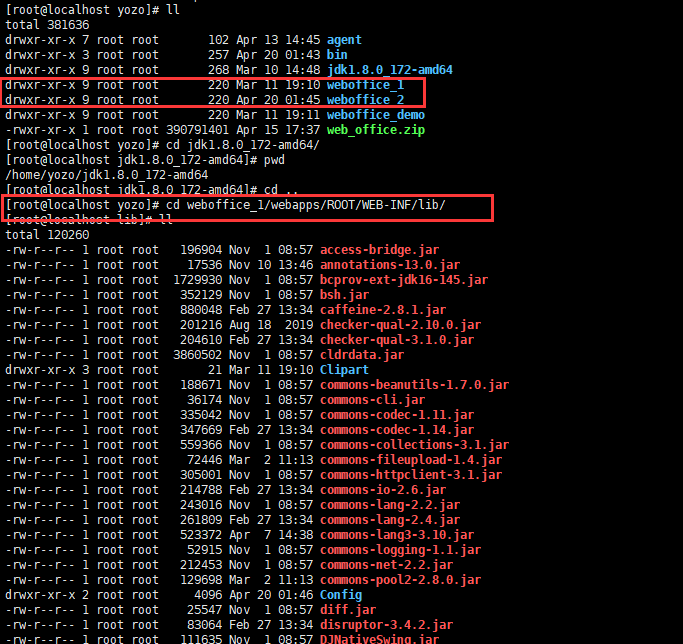 [root@localhost yozo]# ll
total 381636
drwxr-xr-x 7 root root       102 Apr 13 14:45 agent
drwxr-xr-x 3 root root       257 Apr 20 01:43 bin
drwxr-xr-x 9 root root       268 Mar 10 14:48 jdk1.8.0_172-amd64
drwxr-xr-x 9 root root       220 Mar 11 19:10 weboffice_1
drwxr-xr-x 9 root root       220 Apr 20 01:45 weboffice_2
drwxr-xr-x 9 root root       220 Mar 11 19:11 weboffice_demo
-rwxr-xr-x 1 root root 390791401 Apr 15 17:37 web_office.zip
[root@localhost yozo]# cd jdk1.8.0_172-amd64/
[root@localhost jdk1.8.0_172-amd64]# pwd
/home/yozo/jdk1.8.0_172-amd64
[root@localhost jdk1.8.0_172-amd64]# cd ..
[root@localhost yozo]# cd weboffice_1/webapps/ROOT/WEB-INF/lib/
[root@localhost lib]# ll
total 120260
-rw-r--r-- 1 root root   196904 Nov  1 08:57 access-bridge.jar
-rw-r--r-- 1 root root    17536 Nov 10 13:46 annotations-13.0.jar
-rw-r--r-- 1 root root  1729930 Nov  1 08:57 bcprov-ext-jdk16-145.jar
-rw-r--r-- 1 root root   352129 Nov  1 08:57 bsh.jar
-rw-r--r-- 1 root root   880048 Feb 27 13:34 caffeine-2.8.1.jar
-rw-r--r-- 1 root root   201216 Aug 18  2019 checker-qual-2.10.0.jar
-rw-r--r-- 1 root root   204610 Feb 27 13:34 checker-qual-3.1.0.jar
-rw-r--r-- 1 root root  3860502 Nov  1 08:57 cldrdata.jar
drwxr-xr-x 3 root root       21 Mar 11 19:10 Clipart
-rw-r--r-- 1 root root   188671 Nov  1 08:57 commons-beanutils-1.7.0.jar
-rw-r--r-- 1 root root    36174 Nov  1 08:57 commons-cli.jar
-rw-r--r-- 1 root root   335042 Nov  1 08:57 commons-codec-1.11.jar
-rw-r--r-- 1 root root   347669 Feb 27 13:34 commons-codec-1.14.jar
-rw-r--r-- 1 root root   559366 Nov  1 08:57 commons-collections-3.1.jar
-rw-r--r-- 1 root root    72446 Mar  2 11:13 commons-fileupload-1.4.jar
-rw-r--r-- 1 root root   305001 Nov  1 08:57 commons-httpclient-3.1.jar
-rw-r--r-- 1 root root   214788 Feb 27 13:34 commons-io-2.6.jar
-rw-r--r-- 1 root root   243016 Nov  1 08:57 commons-lang-2.2.jar
-rw-r--r-- 1 root root   261809 Feb 27 13:34 commons-lang-2.4.jar
-rw-r--r-- 1 root root   523372 Apr  7 14:38 commons-lang3-3.10.jar
-rw-r--r-- 1 root root    52915 Nov  1 08:57 commons-logging-1.1.jar
-rw-r--r-- 1 root root   212453 Nov  1 08:57 commons-net-2.2.jar
-rw-r--r-- 1 root root   129698 Mar  2 11:13 commons-pool2-2.8.0.jar
drwxr-xr-x 2 root root     4096 Apr 20 01:46 Config
-rw-r--r-- 1 root root    25547 Nov  1 08:57 diff.jar
-rw-r--r-- 1 root root    83064 Feb 27 13:34 disruptor-3.4.2.jar
-rw-r--r-- 1 root root   111635 Nov  1 08:57 DJNativeSwing.jar